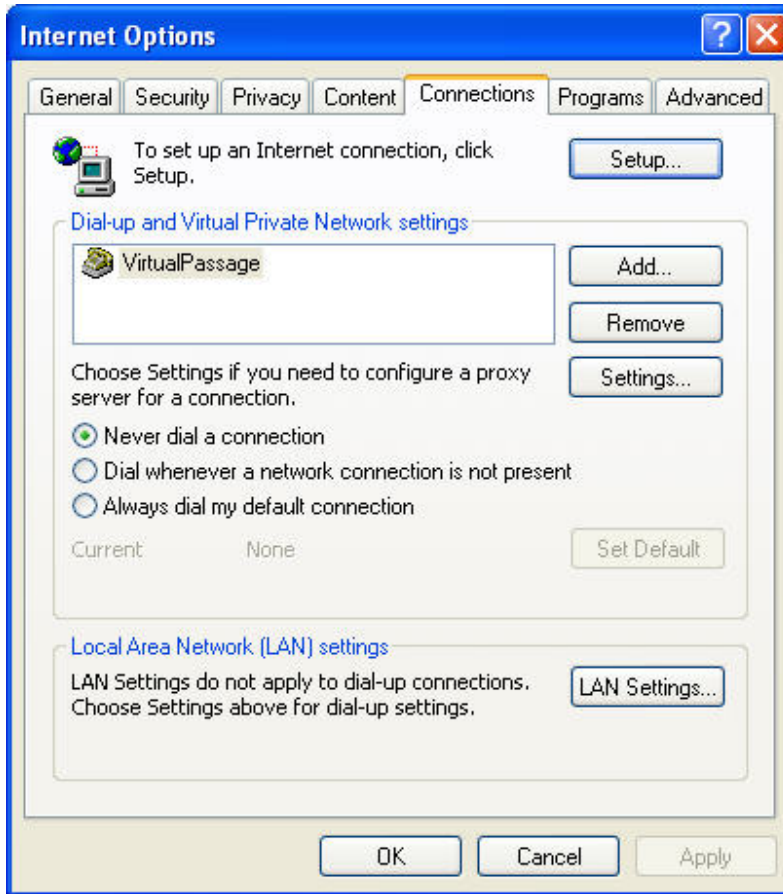 Internet Options
General Security Privacy Content Connections Programs Advanced
To set up an Internet connection, click
Setup.
Setup...
Dial-up and Virtual Private Network settings
VirtualPassage
Add...
Remove
Choose Settings if you need to configure a proxy
server for a connection.
Settings...
Never dial a connection
Dial whenever a network connection is not present
Always dial my default connection
Current None
Set Default
Local Area Network (LAN) settings
LAN Settings do not apply to dial-up connections.
Choose Settings above for dial-up settings.
LAN Settings...
OK Cancel Apply